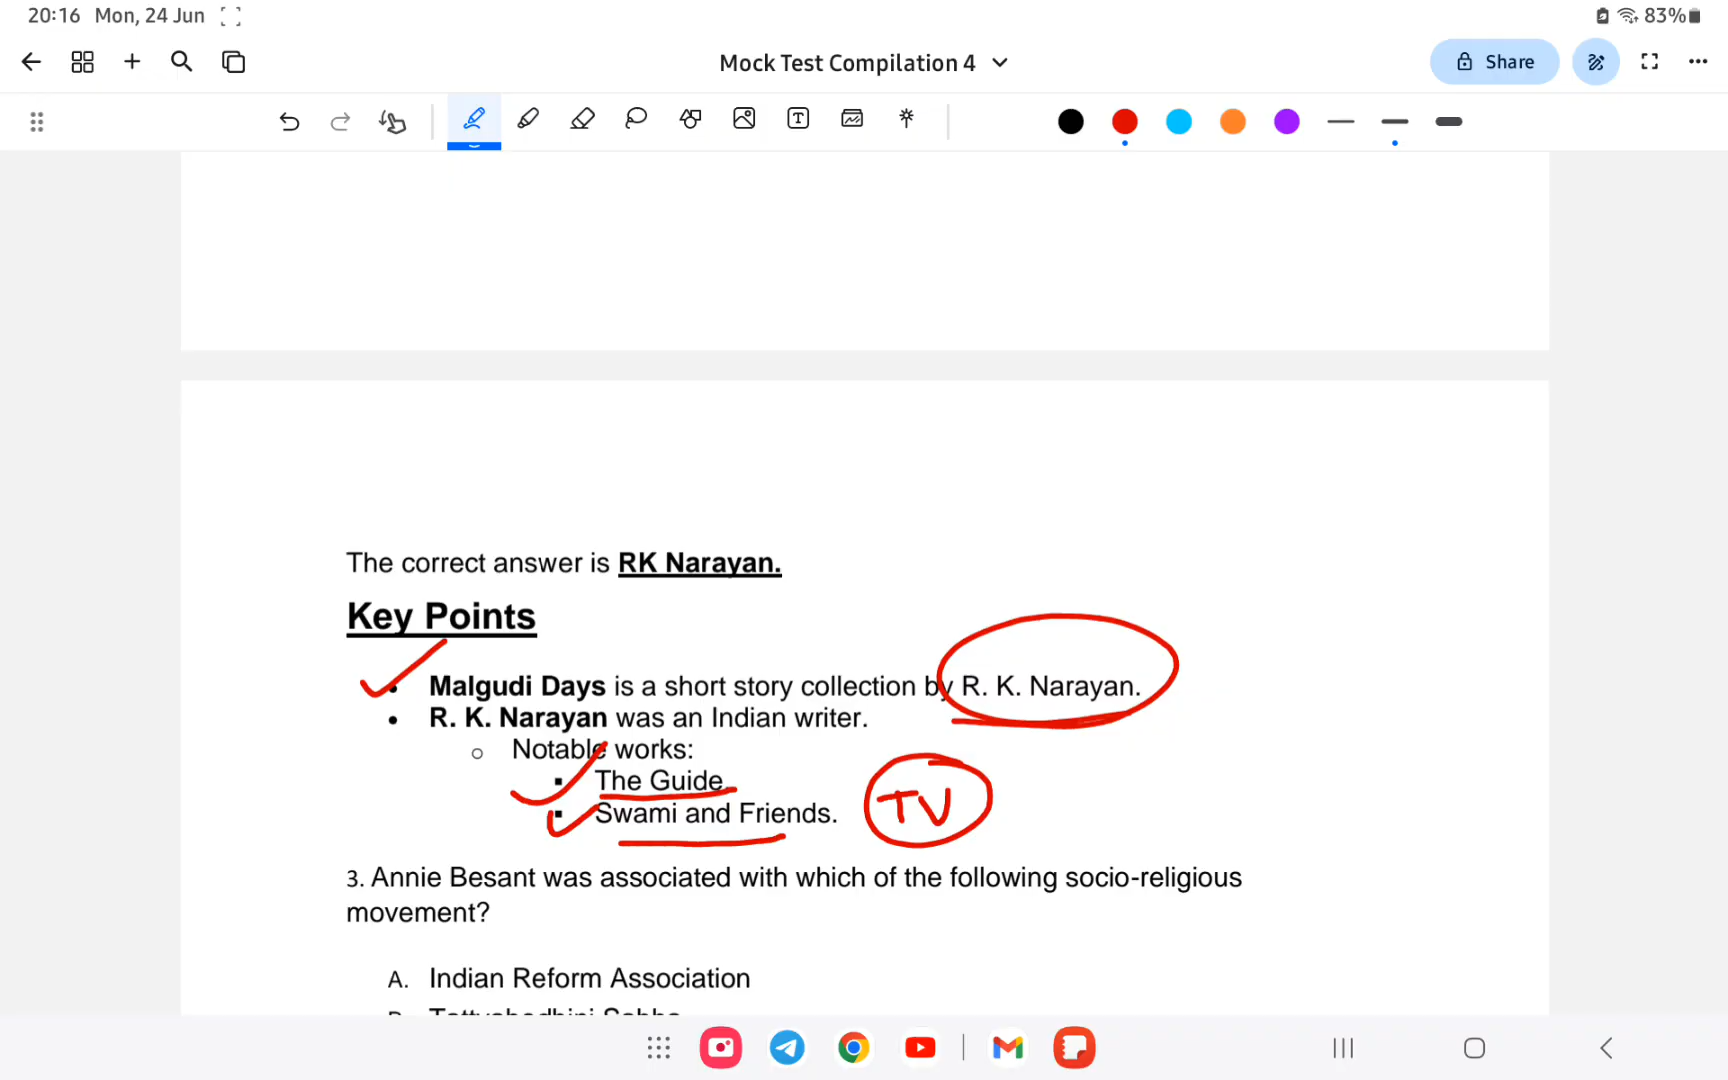 20:16 Mon, 24 Jun
83%
Mock Test Compilation 4
Share
The correct answer is RK Narayan.
Key Points
• Malgudi Days is a short story collection by R. K. Narayan.
• R. K. Narayan was an Indian writer.
o Notable works:
▪ The Guide
▪ Swami and Friends.
TV
3. Annie Besant was associated with which of the following socio-religious
movement?
A. Indian Reform Association